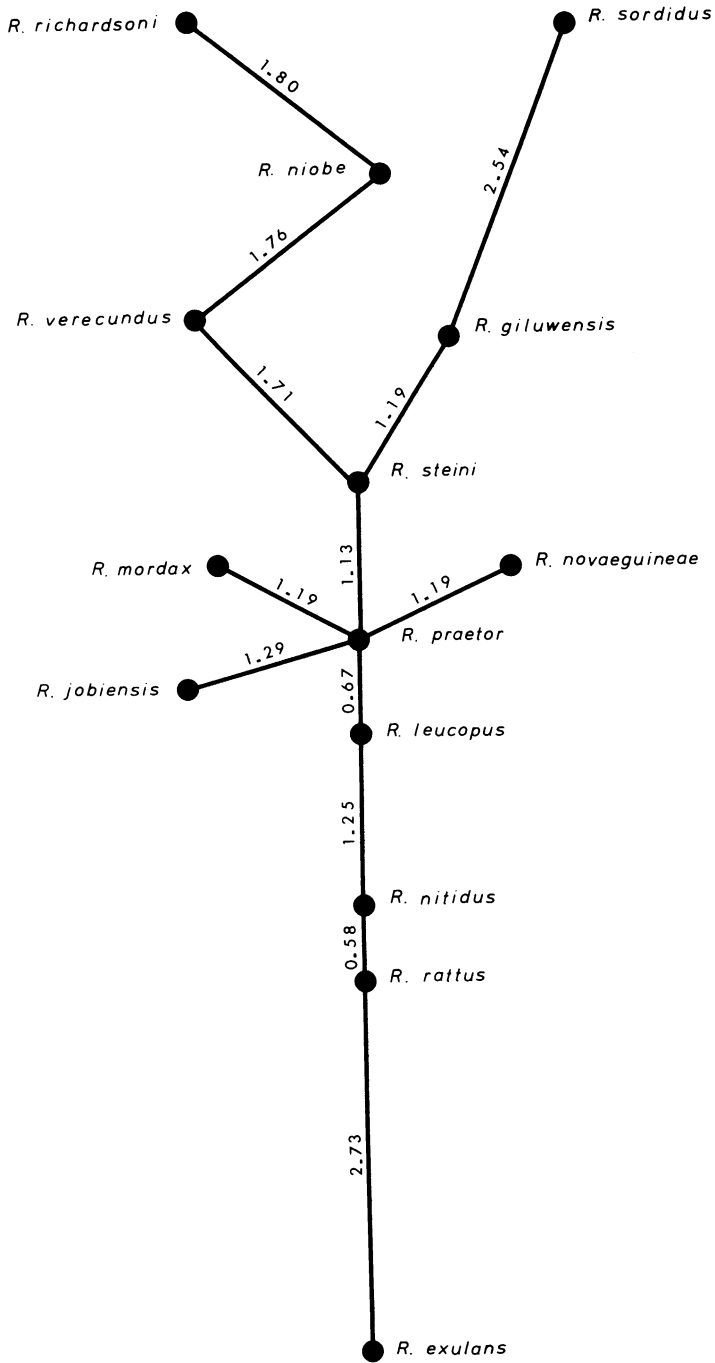 R. richardsoni
R. sordidus
1.80
R. niobe
2.54
1.76
R. verecundus
R. giluwensis
1.71
1.19
R. steini
R. mordax
1.13
R. novaeguineae
1.19
1.19
R. praetor
1.29
R. jobiensis
0.67
R. leucopus
1.25
R. nitidus
0.58
R. rattus
2.73
R. exulans